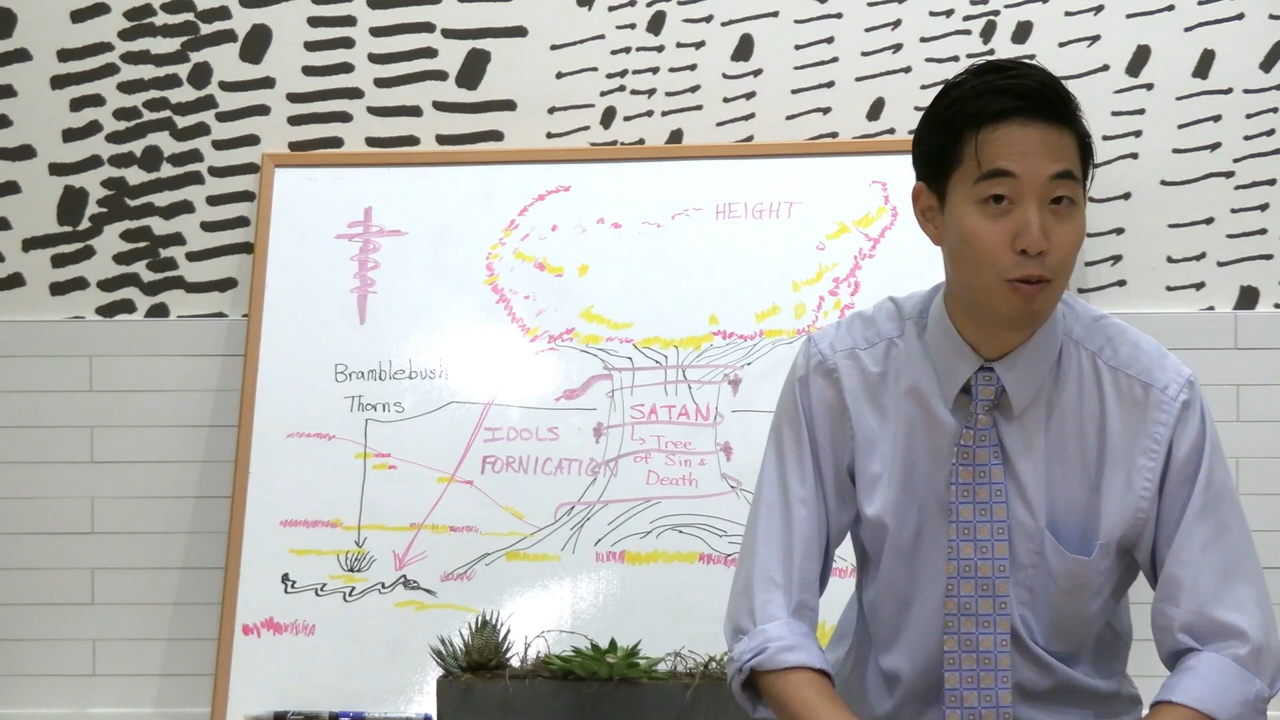 HEIGHT
Bramblebush
Thorns
IDOLS
FORNICATION
SATAN
Tree
of Sin &
Death